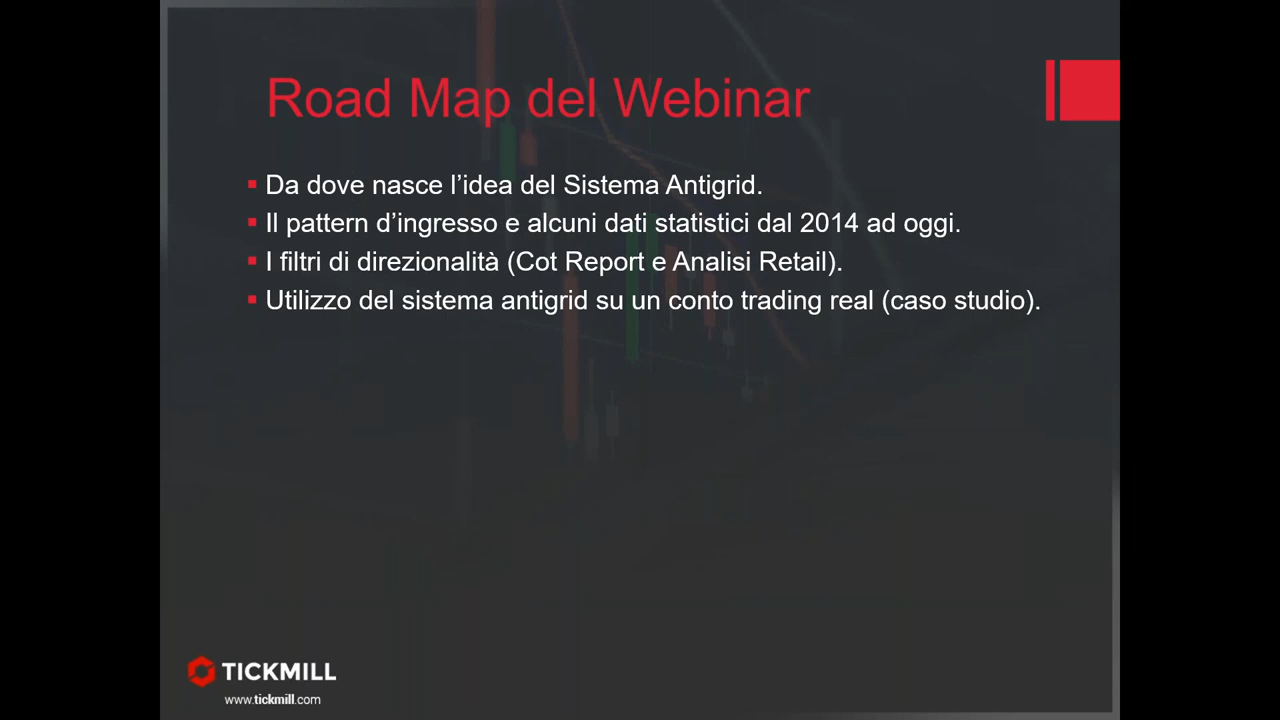 Road Map del Webinar
Da dove nasce l’idea del Sistema Antigrid.
Il pattern d’ingresso e alcuni dati statistici dal 2014 ad oggi.
I filtri di direzionalità (Cot Report e Analisi Retail).
Utilizzo del sistema antigrid su un conto trading real (caso studio).
TICKMILL
www.tickmill.com